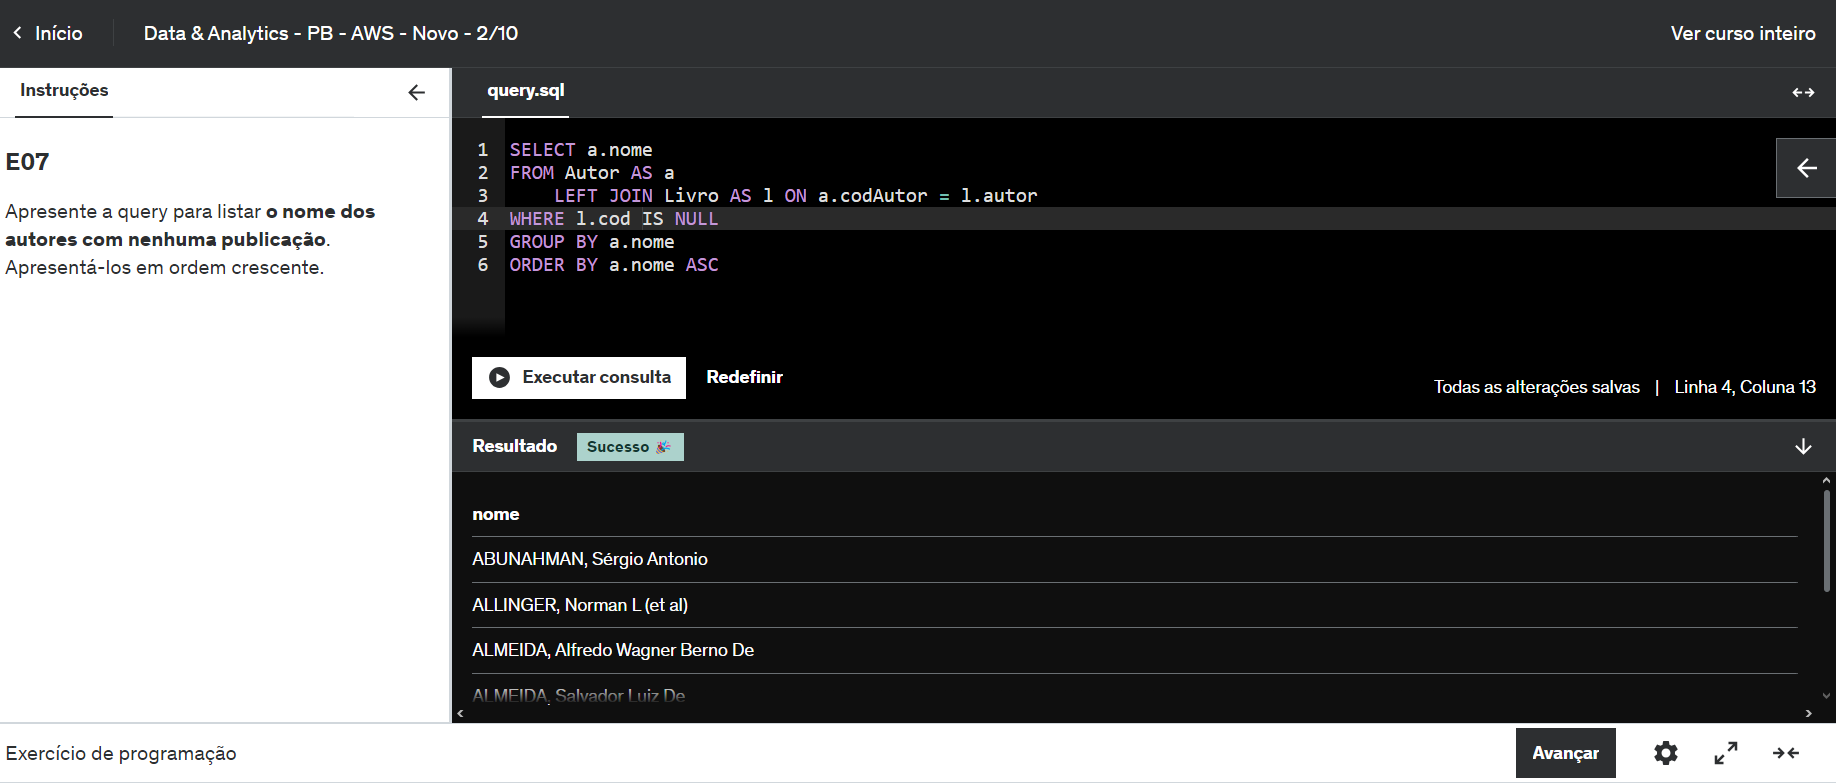 Início
Data & Analytics - PB - AWS - Novo - 2/10
Ver curso inteiro
Instruções
E07
Apresente a query para listar o nome dos
autores com nenhuma publicação.
Apresentá-los em ordem crescente.
query.sql
1 SELECT a.nome
2 FROM Autor AS a
3 LEFT JOIN Livro AS l ON a.codAutor = l.autor
4 WHERE l.cod IS NULL
5 GROUP BY a.nome
6 ORDER BY a.nome ASC
Executar consulta
Redefinir
Todas as alterações salvas | Linha 4, Coluna 13
Resultado
Sucesso 🎉
nome
ABUNAHMAN, Sérgio Antonio
ALLINGER, Norman L (et al)
ALMEIDA, Alfredo Wagner Berno De
ALMEIDA, Salvador Luiz De
Exercício de programação
Avançar